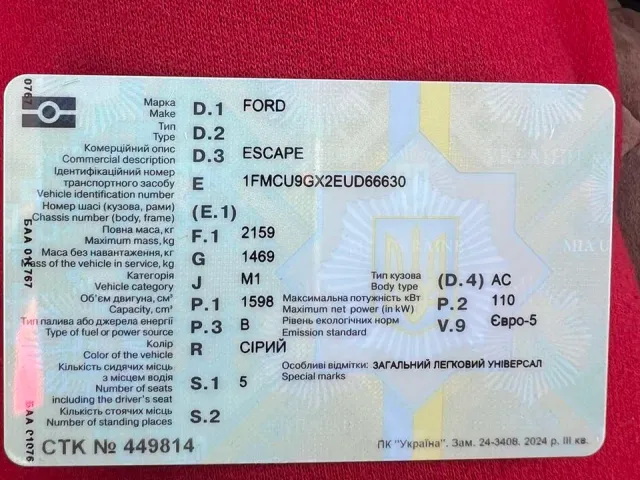 Марка D.1 FORD
Make
Тип D.2
Type
Комерційний опис D.3 ESCAPE
Commercial description
Ідентифікаційний номер
транспортного засобу E 1FMCU9GX2EUD66630
Vehicle identification number
Номер шасі (кузова, рами) (E.1)
Chassis number (body, frame)
Повна маса, кг F.1 2159
Maximum mass, kg
Маса без навантаження, кг G 1469
Mass of the vehicle in service, kg
Категорія J M1 Тип кузова (D.4) AC
Vehicle category Body type
Об'єм двигуна, см³ P.1 1598 Максимальна потужність кВт P.2 110
Capacity, cm³ Maximum net power (in kW)
Тип палива або джерела енергії P.3 B Рівень екологічних норм V.9 Євро-5
Type of fuel or power source Emission standard
Колір R СІРИЙ
Color of the vehicle
Кількість сидячих місць Особливі відмітки: ЗАГАЛЬНИЙ ЛЕГКОВИЙ УНІВЕРСАЛ
з місцем водія S.1 5 Special marks
Number of seats
including the driver's seat
Кількість стоячих місць S.2
Number of standing places
СТК № 449814
ПК "Україна". Зам. 24-3408. 2024 р. III кв.